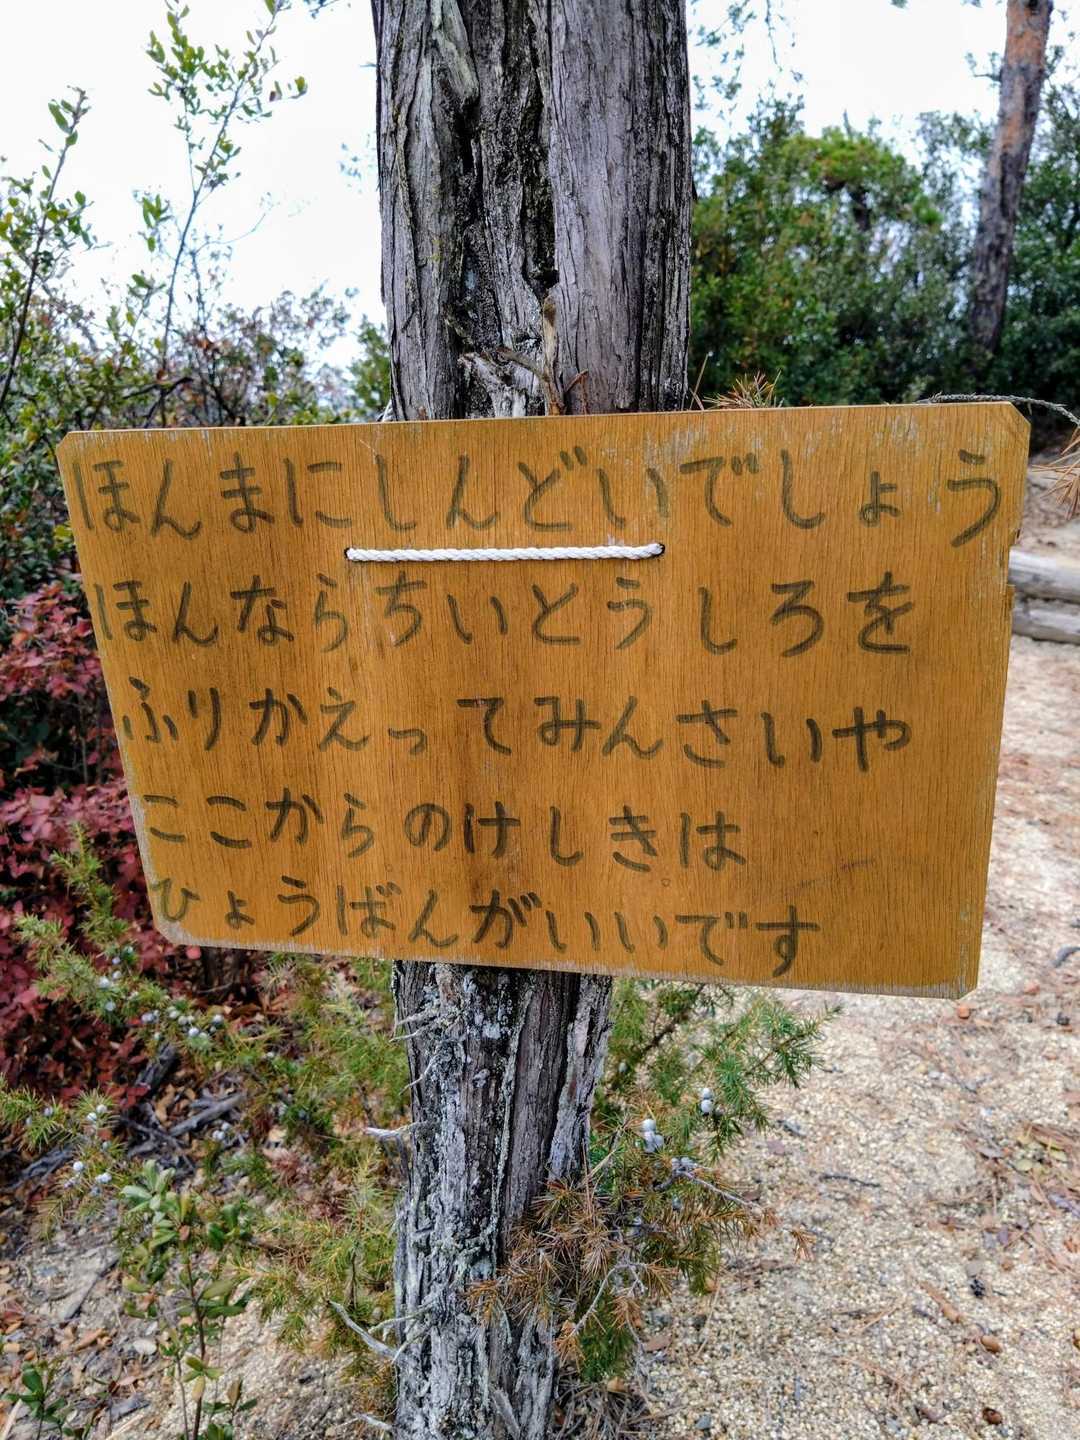 ほんまにしんどいでしょう
ほんならちいとうしろを
ふりかえってみんさいや
ここからのけしきは
ひょうばんがいいです